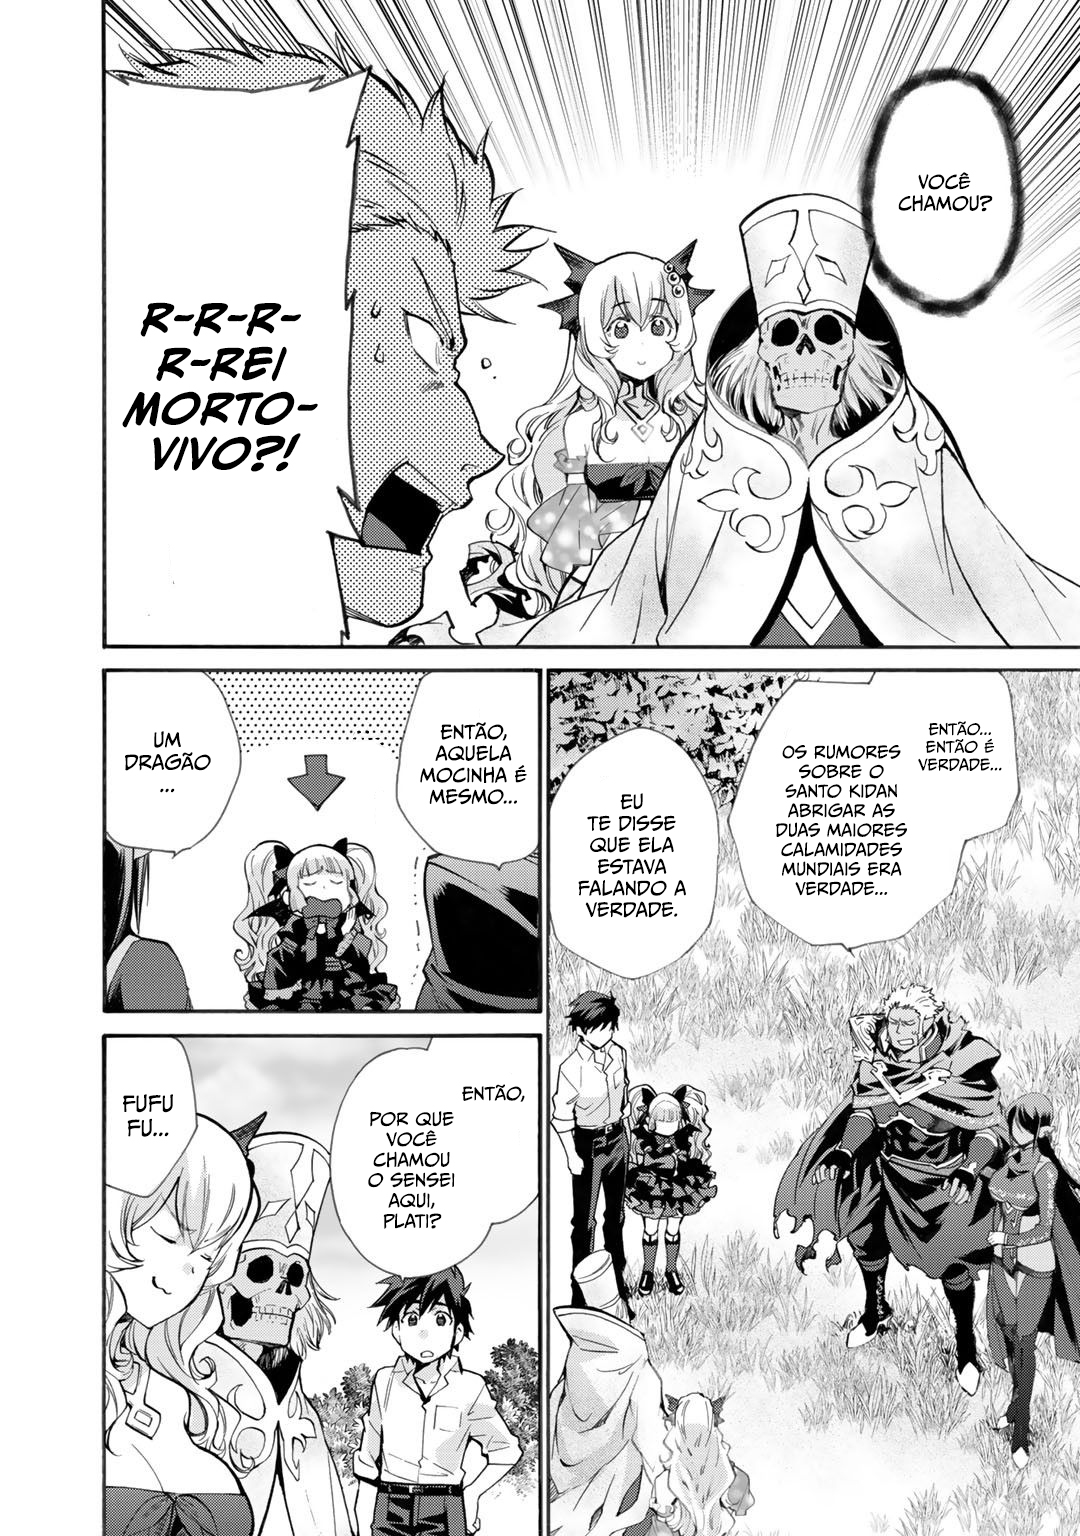 VOCÊ
CHAMOU?
R-R-R-
R-REI
MORTO-
VIVO?!
ENTÃO...
ENTÃO É
VERDADE...
OS RUMORES
SOBRE O
SANTO KIDAN
ABRIGAR AS
DUAS MAIORES
CALAMIDADES
MUNDIAIS ERA
VERDADE...
EU
TE DISSE
QUE ELA
ESTAVA
FALANDO A
VERDADE.
ENTÃO,
AQUELA
MOCINHA É
MESMO...
UM
DRAGÃO
...
ENTÃO,
POR QUE
VOCÊ
CHAMOU
O SENSEI
AQUI,
PLATI?
FUFU
FU...